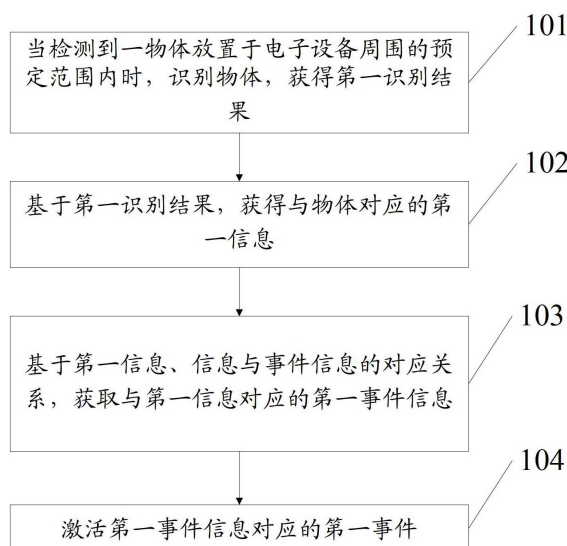 101
当检测到一物体放置于电子设备周围的预
定范围内时，识别物体，获得第一识别结
果
102
基于第一识别结果，获得与物体对应的第
一信息
103
基于第一信息、信息与事件信息的对应关
系，获取与第一信息对应的第一事件信息
104
激活第一事件信息对应的第一事件